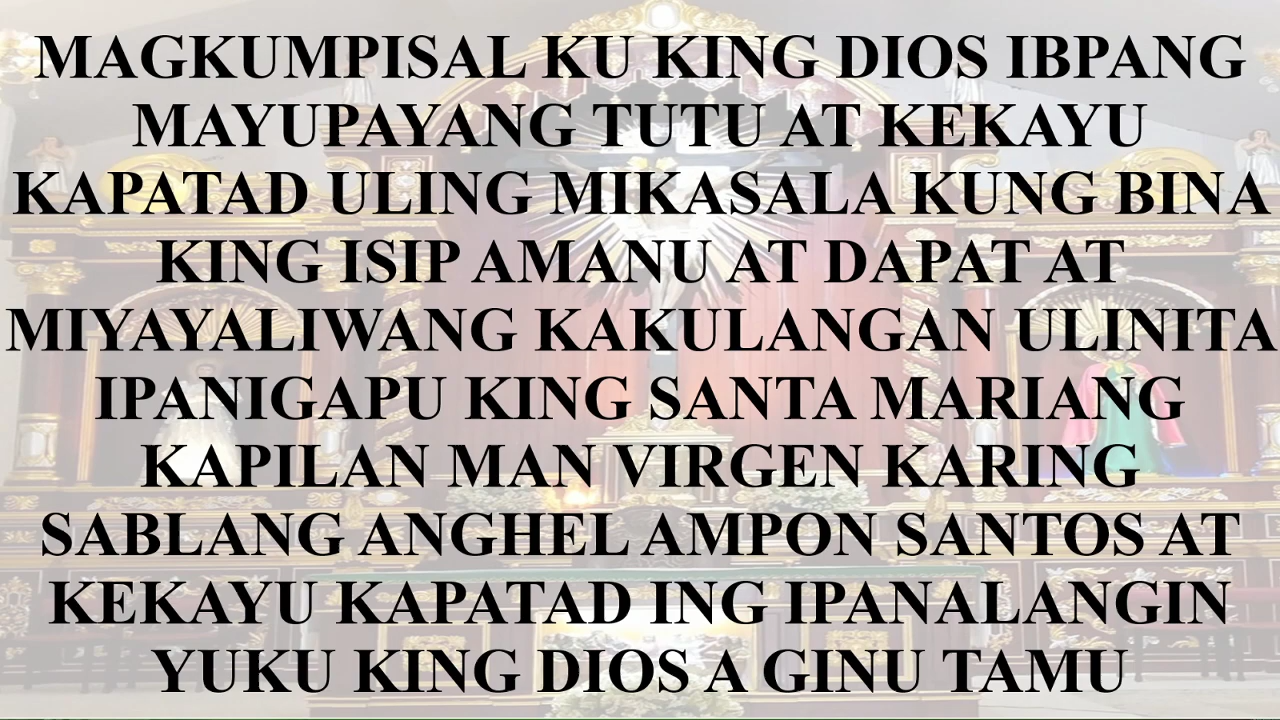 MAGKUMPISAL KU KING DIOS IBPANG
MAYUPAYANG TUTU AT KEKAYU
KAPATAD ULING MIKASALA KUNG BINA
KING ISIP AMANU AT DAPAT AT
MIYAYALIWANG KAKULANGAN ULINITA
IPANIGAPU KING SANTA MARIANG
KAPILAN MAN VIRGEN KARING
SABLANG ANGHEL AMPON SANTOS AT
KEKAYU KAPATAD ING IPANALANGIN
YUKU KING DIOS A GINU TAMU